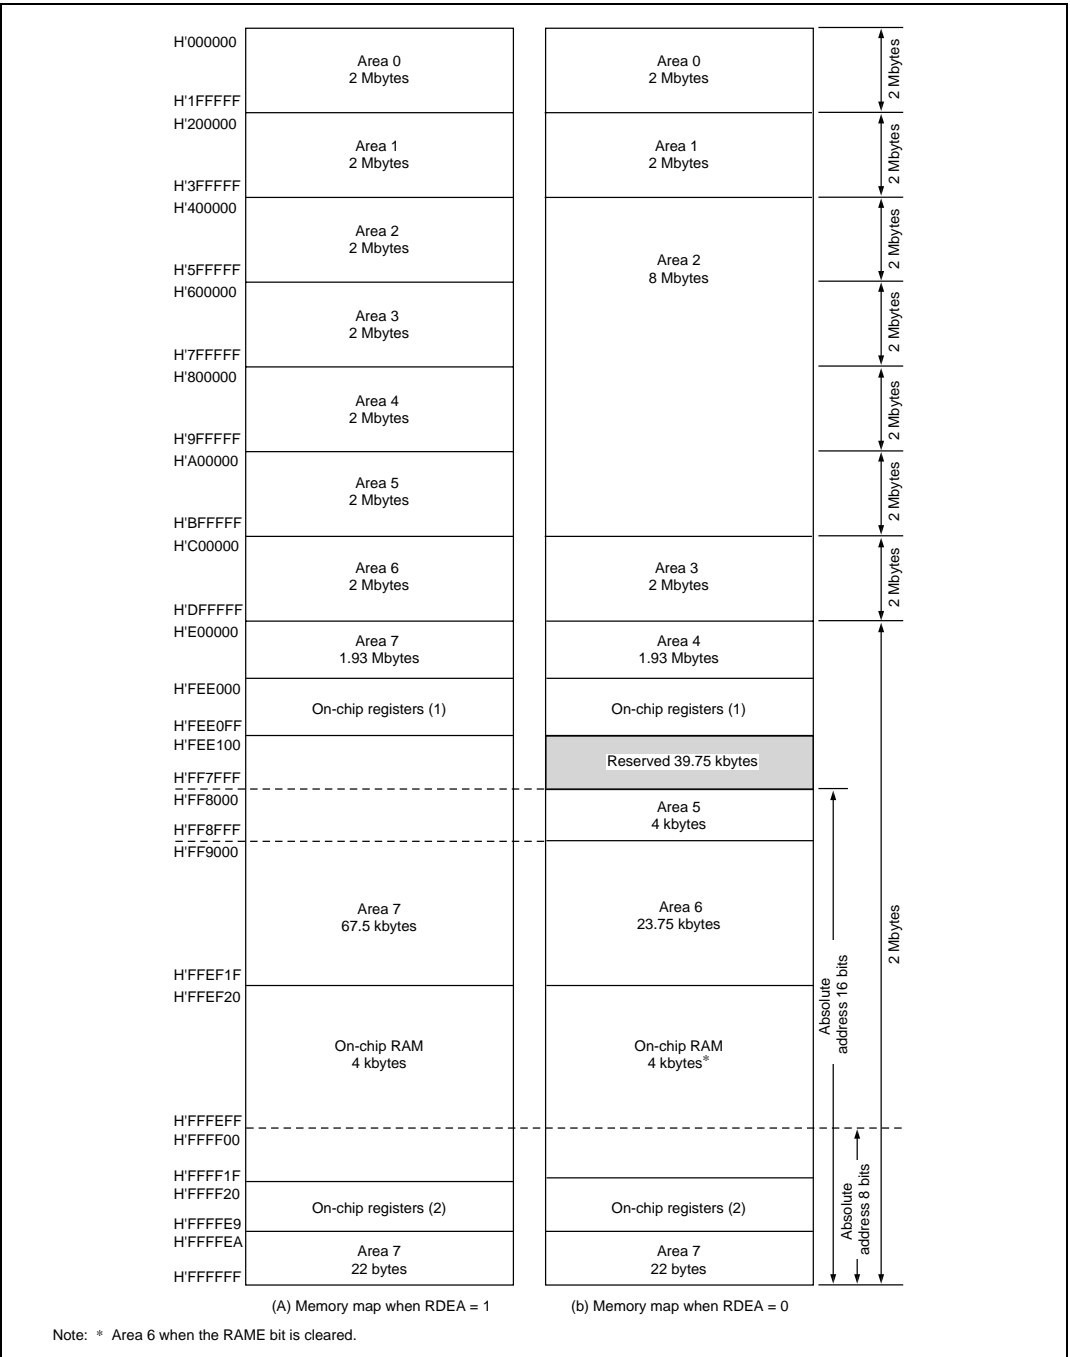 H'000000
Area 0
2 Mbytes
Area 0
2 Mbytes
2 Mbytes
H'1FFFFF
H'200000
Area 1
2 Mbytes
Area 1
2 Mbytes
2 Mbytes
H'3FFFFF
H'400000
Area 2
2 Mbytes
Area 2
8 Mbytes
2 Mbytes
H'5FFFFF
H'600000
Area 3
2 Mbytes
2 Mbytes
H'7FFFFF
H'800000
Area 4
2 Mbytes
2 Mbytes
H'9FFFFF
H'A00000
Area 5
2 Mbytes
2 Mbytes
H'BFFFFF
H'C00000
Area 6
2 Mbytes
Area 3
2 Mbytes
2 Mbytes
H'DFFFFF
H'E00000
Area 7
1.93 Mbytes
Area 4
1.93 Mbytes
H'FEE000
On-chip registers (1)
On-chip registers (1)
H'FEE0FF
H'FEE100
Reserved 39.75 kbytes
H'FF7FFF
H'FF8000
Area 5
4 kbytes
H'FF8FFF
H'FF9000
Area 7
67.5 kbytes
Area 6
23.75 kbytes
2 Mbytes
H'FFEF1F
H'FFEF20
Absolute
address 16 bits
On-chip RAM
4 kbytes
On-chip RAM
4 kbytes*
H'FFFEFF
H'FFFF00
H'FFFF1F
H'FFFF20
On-chip registers (2)
On-chip registers (2)
Absolute
address 8 bits
H'FFFFE9
H'FFFFEA
Area 7
22 bytes
Area 7
22 bytes
H'FFFFFF
(A) Memory map when RDEA = 1
(b) Memory map when RDEA = 0
Note: * Area 6 when the RAME bit is cleared.